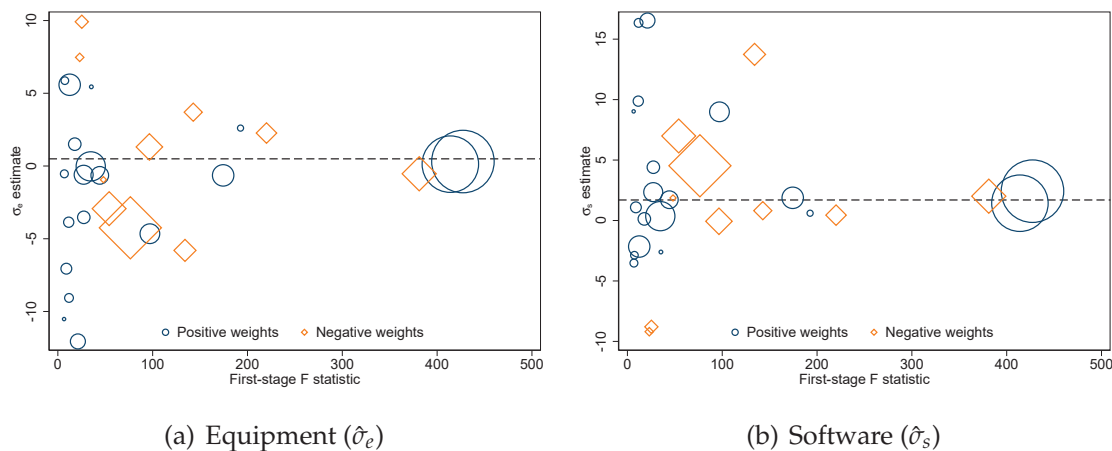 10
5
0
-5
-10
σe estimate
Positive weights
Negative weights
0 100 200 300 400 500
First-stage F statistic
(a) Equipment (σ̂e)
15
10
5
0
-5
-10
σs estimate
Positive weights
Negative weights
0 100 200 300 400 500
First-stage F statistic
(b) Software (σ̂s)